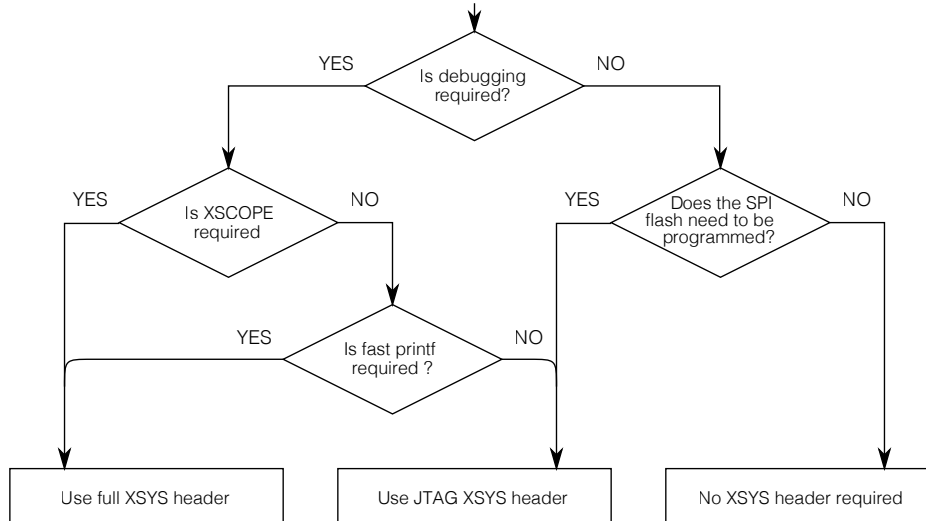 YES
NO
Is debugging
required?
YES
NO
YES
NO
Is XSCOPE
required
Does the SPI
flash need to be
programmed?
YES
NO
Is fast printf
required ?
Use full XSYS header
Use JTAG XSYS header
No XSYS header required